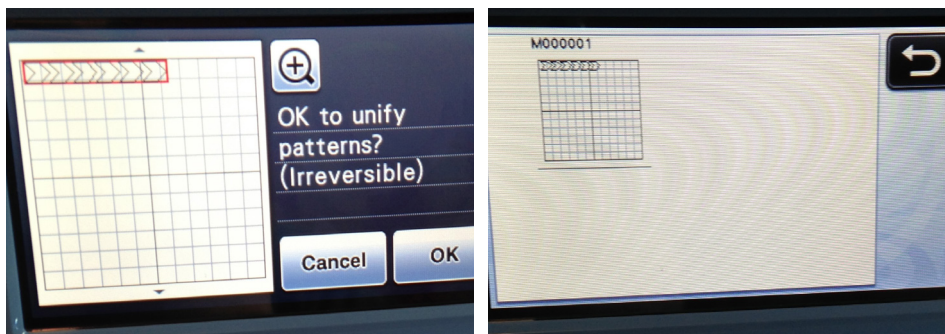 OK to unify
patterns?
(Irreversible)
Cancel
OK
M000001